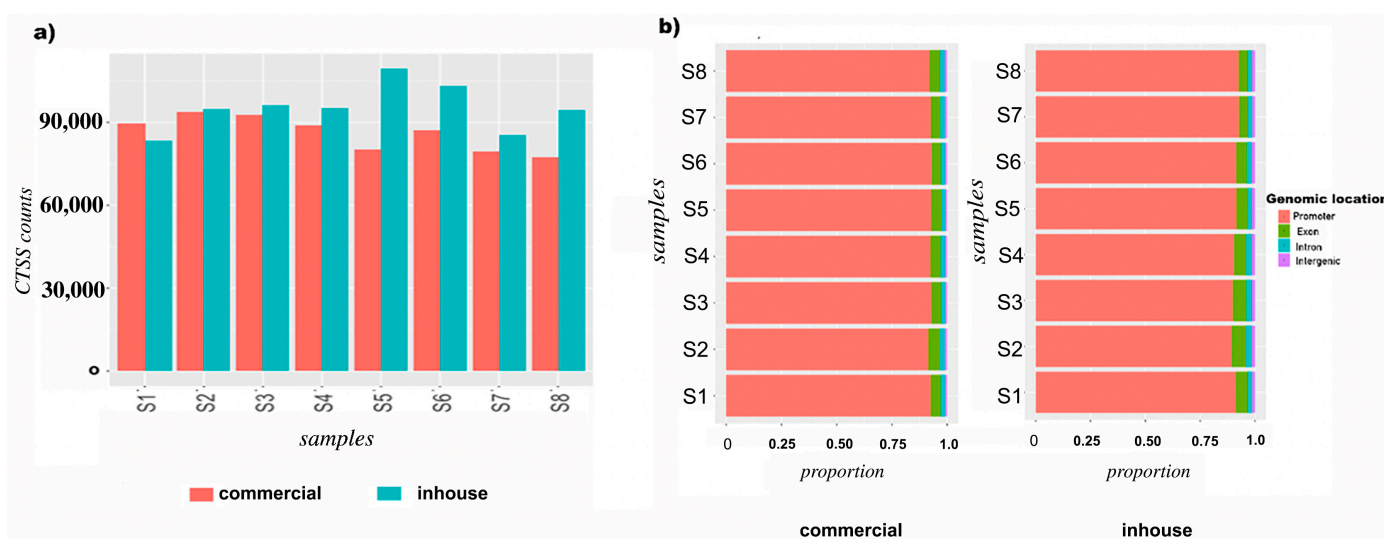 a)
CTSS counts
90,000
60,000
30,000
0
S1
S2
S3
S4
S5
S6
S7
S8
samples
commercial
inhouse
b)
samples
S8
S7
S6
S5
S4
S3
S2
S1
0 0.25 0.50 0.75 1.0
proportion
commercial
samples
S8
S7
S6
S5
S4
S3
S2
S1
0 0.25 0.50 0.75 1.0
proportion
inhouse
Genomic location
Promoter
Exon
Intron
Intergenic